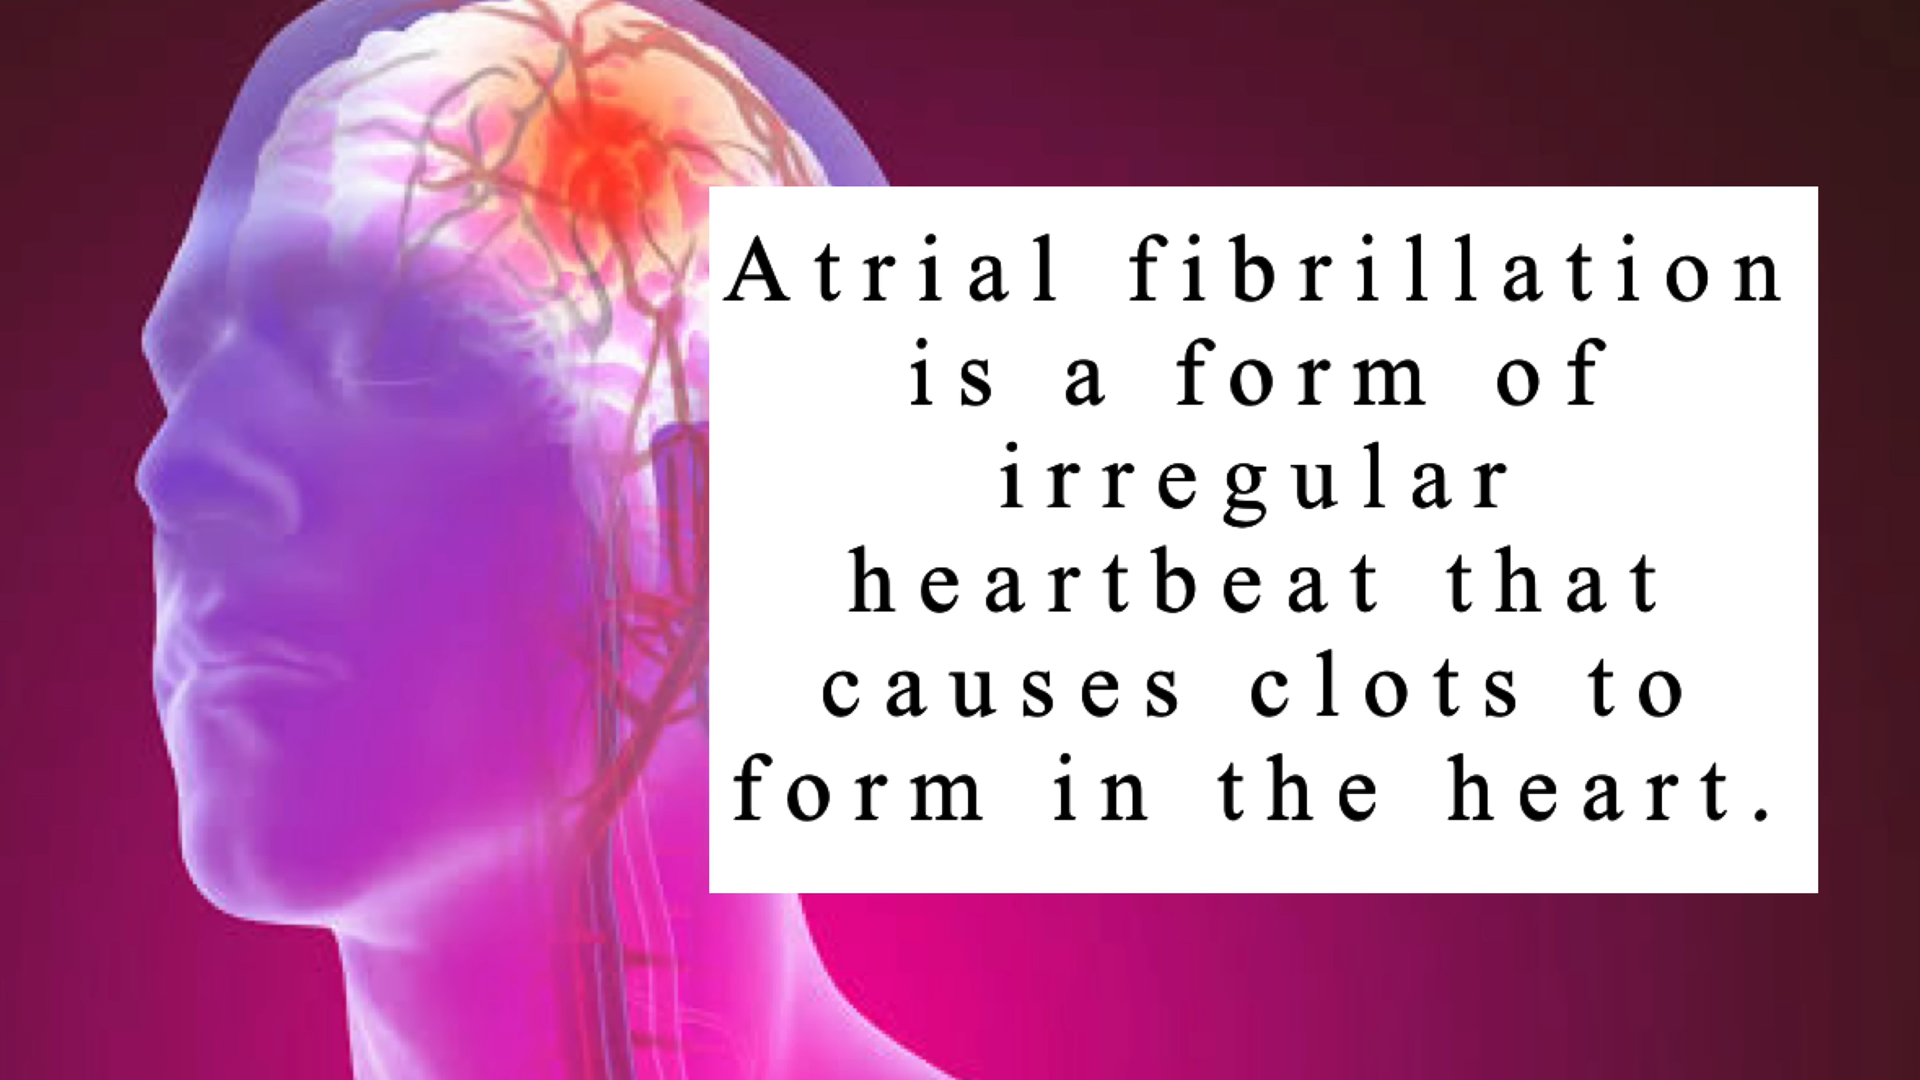 Atrial fibrillation
is a form of
irregular
heartbeat that
causes clots to
form in the heart.